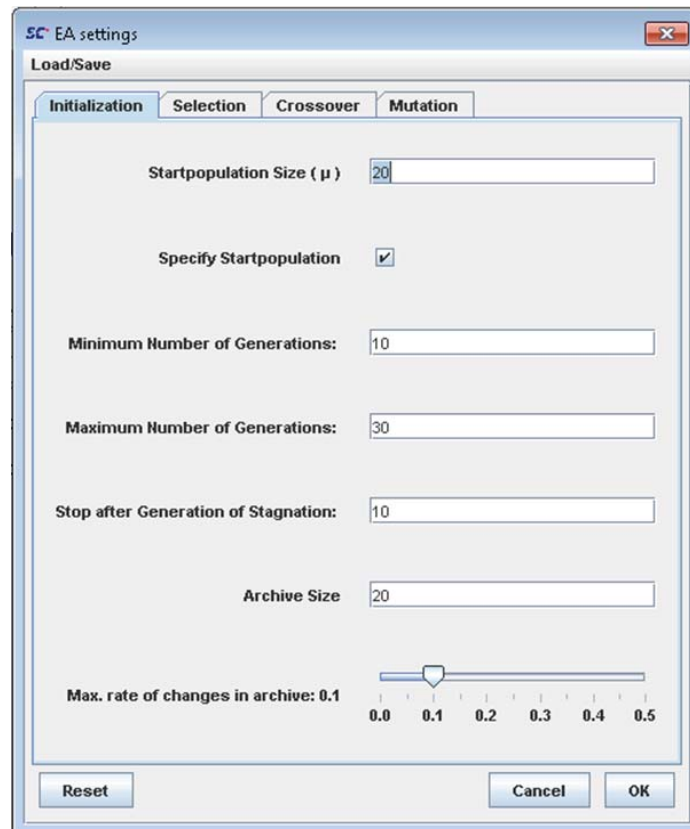 SC EA settings
Load/Save
Initialization Selection Crossover Mutation
Startpopulation Size ( μ ) 20
Specify Startpopulation
Minimum Number of Generations: 10
Maximum Number of Generations: 30
Stop after Generation of Stagnation: 10
Archive Size 20
Max. rate of changes in archive: 0.1
0.0 0.1 0.2 0.3 0.4 0.5
Reset Cancel OK